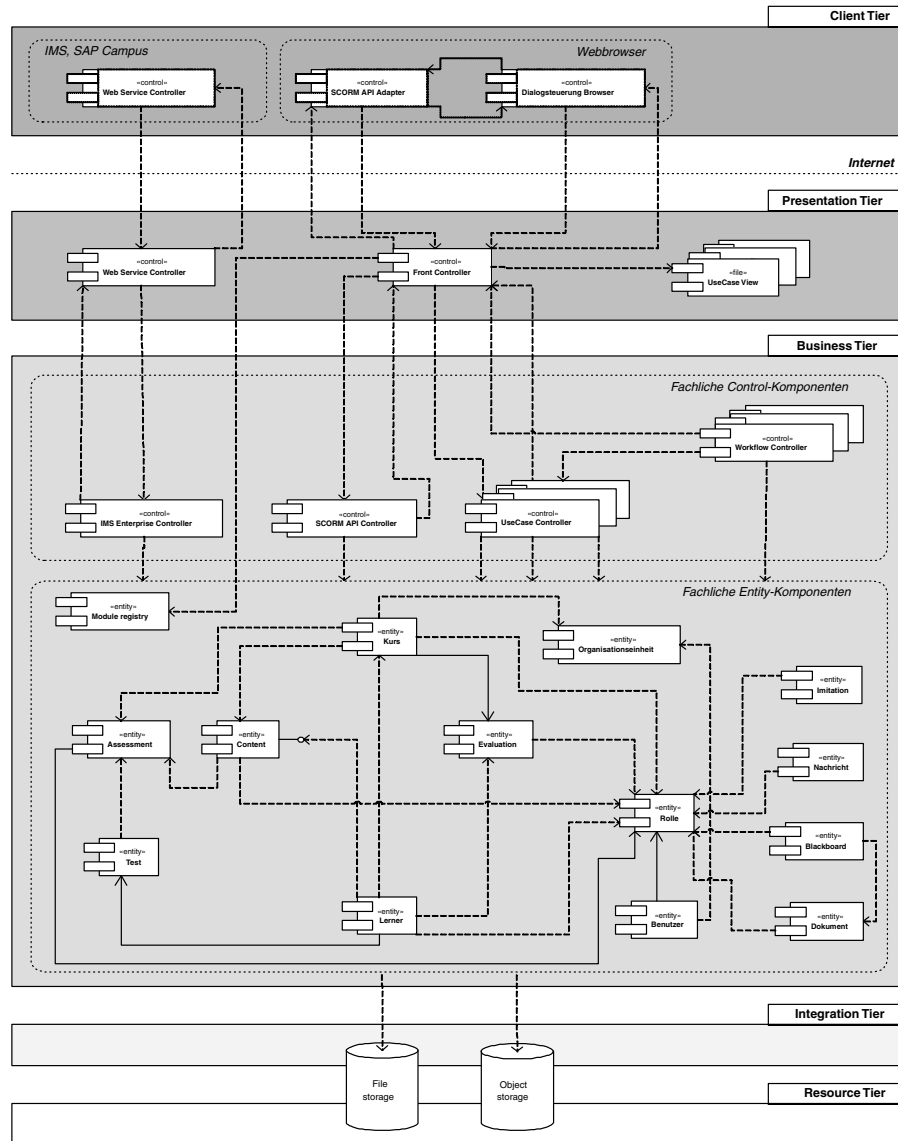 Client Tier
IMS, SAP Campus
Webbrowser
«control»
Web Service Controller
«control»
SCORM API Adapter
«control»
Dialogsteuerung Browser
Internet
Presentation Tier
«control»
Web Service Controller
«control»
Front Controller
«file»
UseCase View
Business Tier
Fachliche Control-Komponenten
«control»
Workflow Controller
«control»
IMS Enterprise Controller
«control»
SCORM API Controller
«control»
UseCase Controller
Fachliche Entity-Komponenten
«entity»
Module registry
«entity»
Kurs
«entity»
Organisationseinheit
«entity»
Imitation
«entity»
Assessment
«entity»
Content
«entity»
Evaluation
«entity»
Nachricht
«entity»
Rolle
«entity»
Blackboard
«entity»
Test
«entity»
Lerner
«entity»
Benutzer
«entity»
Dokument
Integration Tier
File
storage
Object
storage
Resource Tier